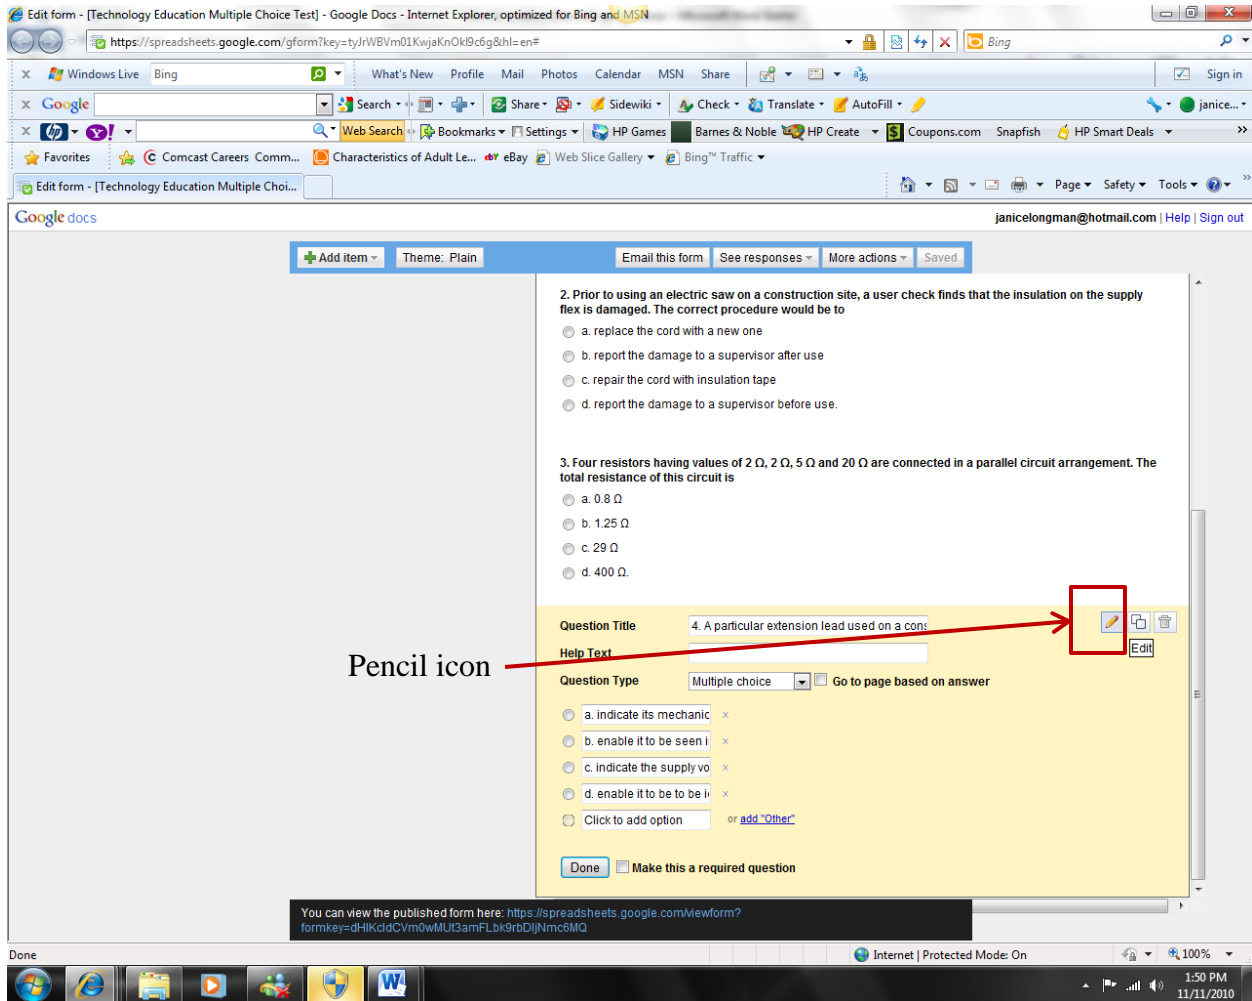 Edit form - [Technology Education Multiple Choice Test] - Google Docs - Internet Explorer, optimized for Bing and MSN
https://spreadsheets.google.com/gform?key=tyJrWBVm01KwjaKnOkl9c6g&hl=en#
Bing
x Windows Live Bing What's New Profile Mail Photos Calendar MSN Share Sign in
x Google Search Share Sidewiki Check Translate AutoFill janice...
x Web Search Bookmarks Settings HP Games Barnes & Noble HP Create Coupons.com Snapfish HP Smart Deals
Favorites Comcast Careers Comm... Characteristics of Adult Le... eBay Web Slice Gallery Bing™ Traffic
Edit form - [Technology Education Multiple Choi... Page Safety Tools
Google docs janicelongman@hotmail.com | Help | Sign out
Add item Theme: Plain Email this form See responses More actions Saved
2. Prior to using an electric saw on a construction site, a user check finds that the insulation on the supply
flex is damaged. The correct procedure would be to
a. replace the cord with a new one
b. report the damage to a supervisor after use
c. repair the cord with insulation tape
d. report the damage to a supervisor before use.
3. Four resistors having values of 2 Ω, 2 Ω, 5 Ω and 20 Ω are connected in a parallel circuit arrangement. The
total resistance of this circuit is
a. 0.8 Ω
b. 1.25 Ω
c. 29 Ω
d. 400 Ω.
Question Title 4. A particular extension lead used on a cons
Edit
Help Text
Pencil icon
Question Type Multiple choice Go to page based on answer
a. indicate its mechanic x
b. enable it to be seen i x
c. indicate the supply vo x
d. enable it to be to be i x
Click to add option or add "Other"
Done Make this a required question
You can view the published form here: https://spreadsheets.google.com/viewform?
formkey=dHlKcldCVm0wMUt3amFLbk9rbDljNmc6MQ
Done Internet | Protected Mode: On 100%
1:50 PM
11/11/2010